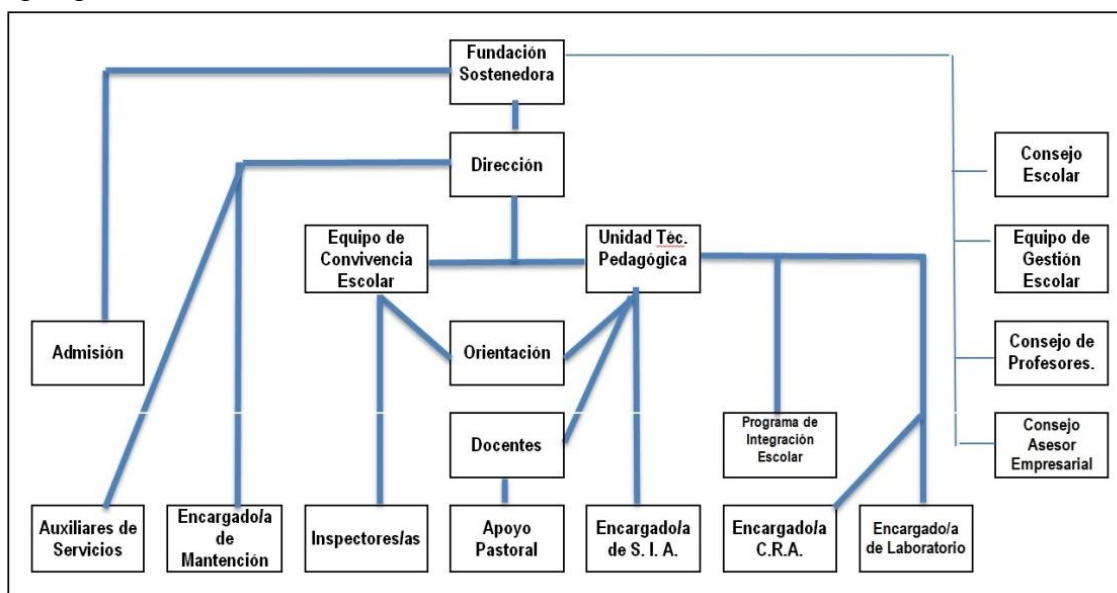 Fundación
Sostenedora
Dirección
Consejo
Escolar
Equipo de
Convivencia
Escolar
Unidad Téc.
Pedagógica
Equipo de
Gestión
Escolar
Admisión
Orientación
Consejo de
Profesores.
Docentes
Programa de
Integración
Escolar
Consejo
Asesor
Empresarial
Auxiliares de
Servicios
Encargado/a
de
Mantención
Inspectores/as
Apoyo
Pastoral
Encargado/a
de S. I. A.
Encargado/a
C.R.A.
Encargado/a
de Laboratorio